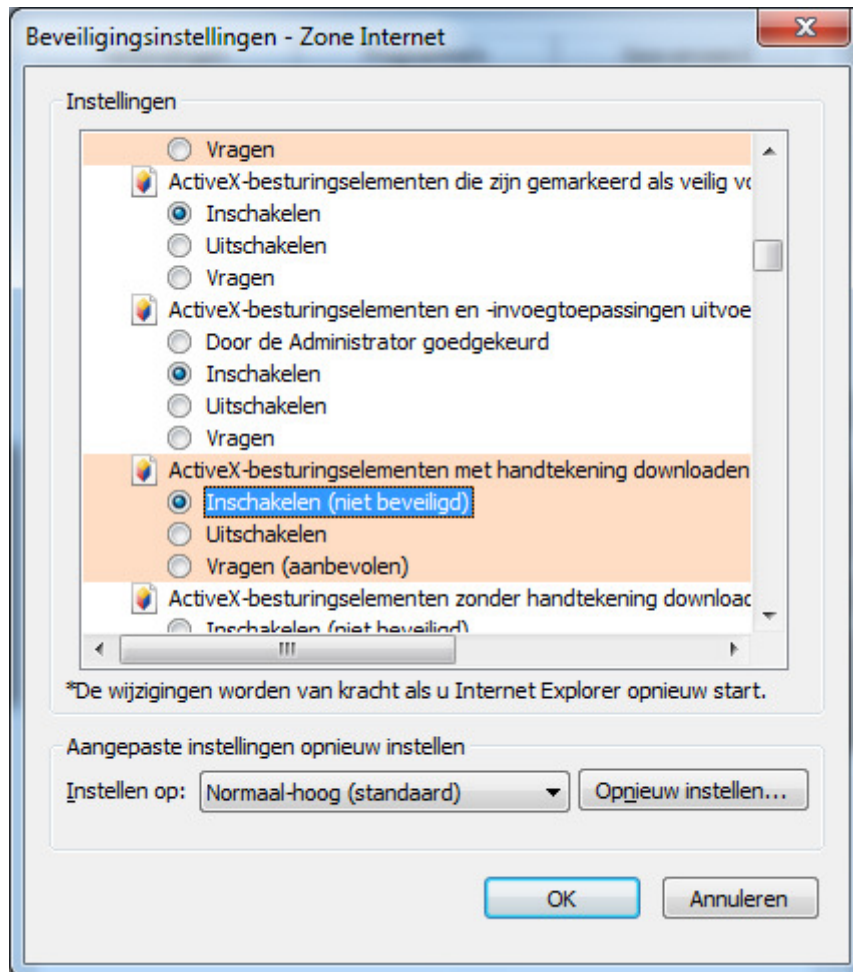 Beveiligingsinstellingen - Zone Internet
Instellingen
Vragen
ActiveX-besturingselementen die zijn gemarkeerd als veilig vo
Inschakelen
Uitschakelen
Vragen
ActiveX-besturingselementen en -invoegtoepassingen uitvoe
Door de Administrator goedgekeurd
Inschakelen
Uitschakelen
Vragen
ActiveX-besturingselementen met handtekening downloaden
Inschakelen (niet beveiligd)
Uitschakelen
Vragen (aanbevolen)
ActiveX-besturingselementen zonder handtekening downloac
Inschakelen (niet beveiligd)
*De wijzigingen worden van kracht als u Internet Explorer opnieuw start.
Aangepaste instellingen opnieuw instellen
Instellen op: Normaal-hoog (standaard) Opnieuw instellen...
OK Annuleren